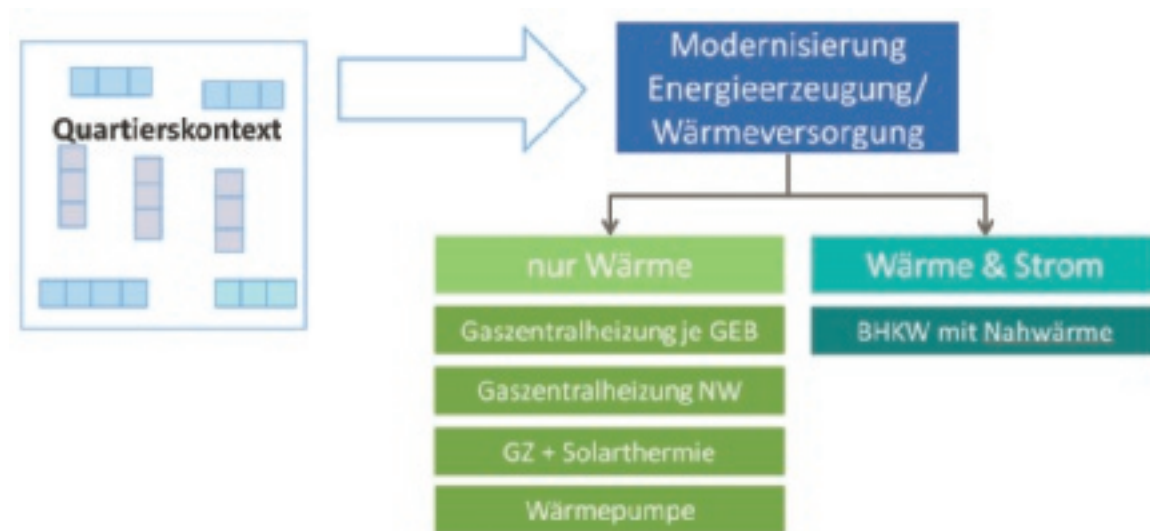 Quartierskontext
Modernisierung
Energieerzeugung/
Wärmeversorgung
nur Wärme
Gaszentralheizung je GEB
Gaszentralheizung NW
GZ + Solarthermie
Wärmepumpe
Wärme & Strom
BHKW mit Nahwärme